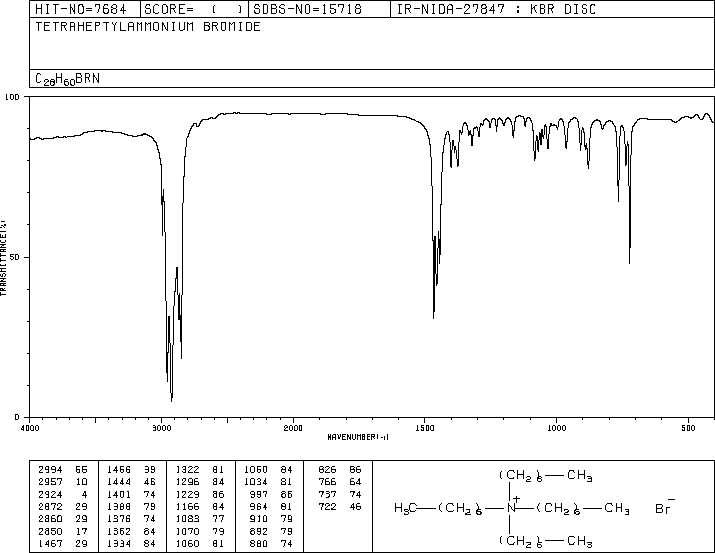 HIT-NO=7684 SCORE= ( ) SDBS-NO=15718 IR-NIDA-27847 : KBR DISC
TETRAHEPTYLAMMONIUM BROMIDE
C28H60BRN
100
50
0
TRANSMITTANCE(%)
4000 3000 2000 1500 1000 500
WAVENUMBER(-1)
2994 55 1456 39 1322 81 1050 84 826 86
2957 10 1444 46 1296 84 1034 81 766 64
2924 4 1401 74 1229 86 997 86 737 74
2872 29 1388 79 1166 84 964 81 722 46
2860 29 1376 74 1083 77 910 79
2850 17 1362 84 1070 79 892 79
1467 29 1334 84 1060 81 880 74
(CH2)6 CH3
H3C (CH2)6 N+ (CH2)6 CH3 Br−
(CH2)6 CH3